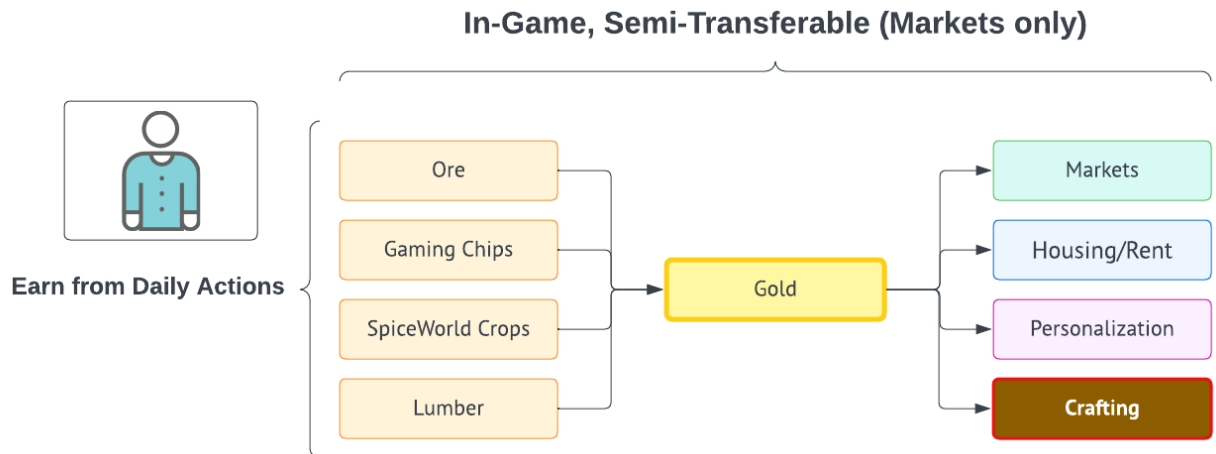 In-Game, Semi-Transferable (Markets only)
Earn from Daily Actions
Ore
Gaming Chips
SpiceWorld Crops
Lumber
Gold
Markets
Housing/Rent
Personalization
Crafting